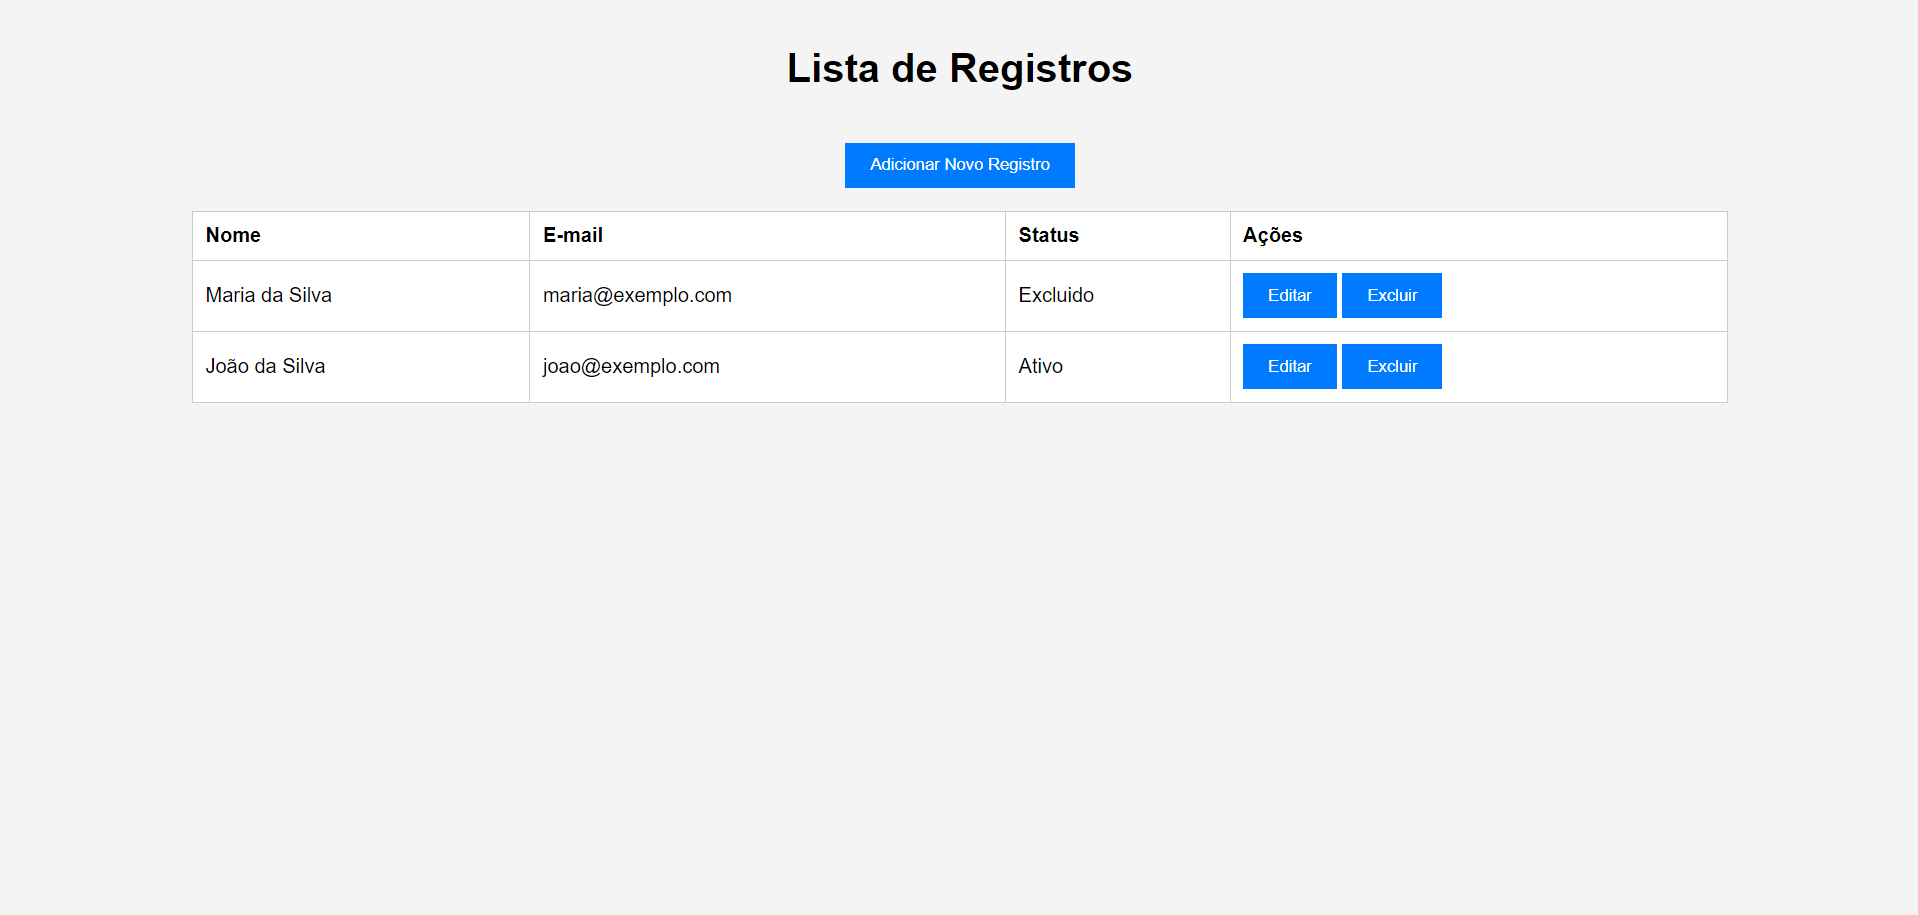 Lista de Registros
Adicionar Novo Registro
Nome E-mail Status Ações
Maria da Silva maria@exemplo.com Excluido Editar Excluir
João da Silva joao@exemplo.com Ativo Editar Excluir